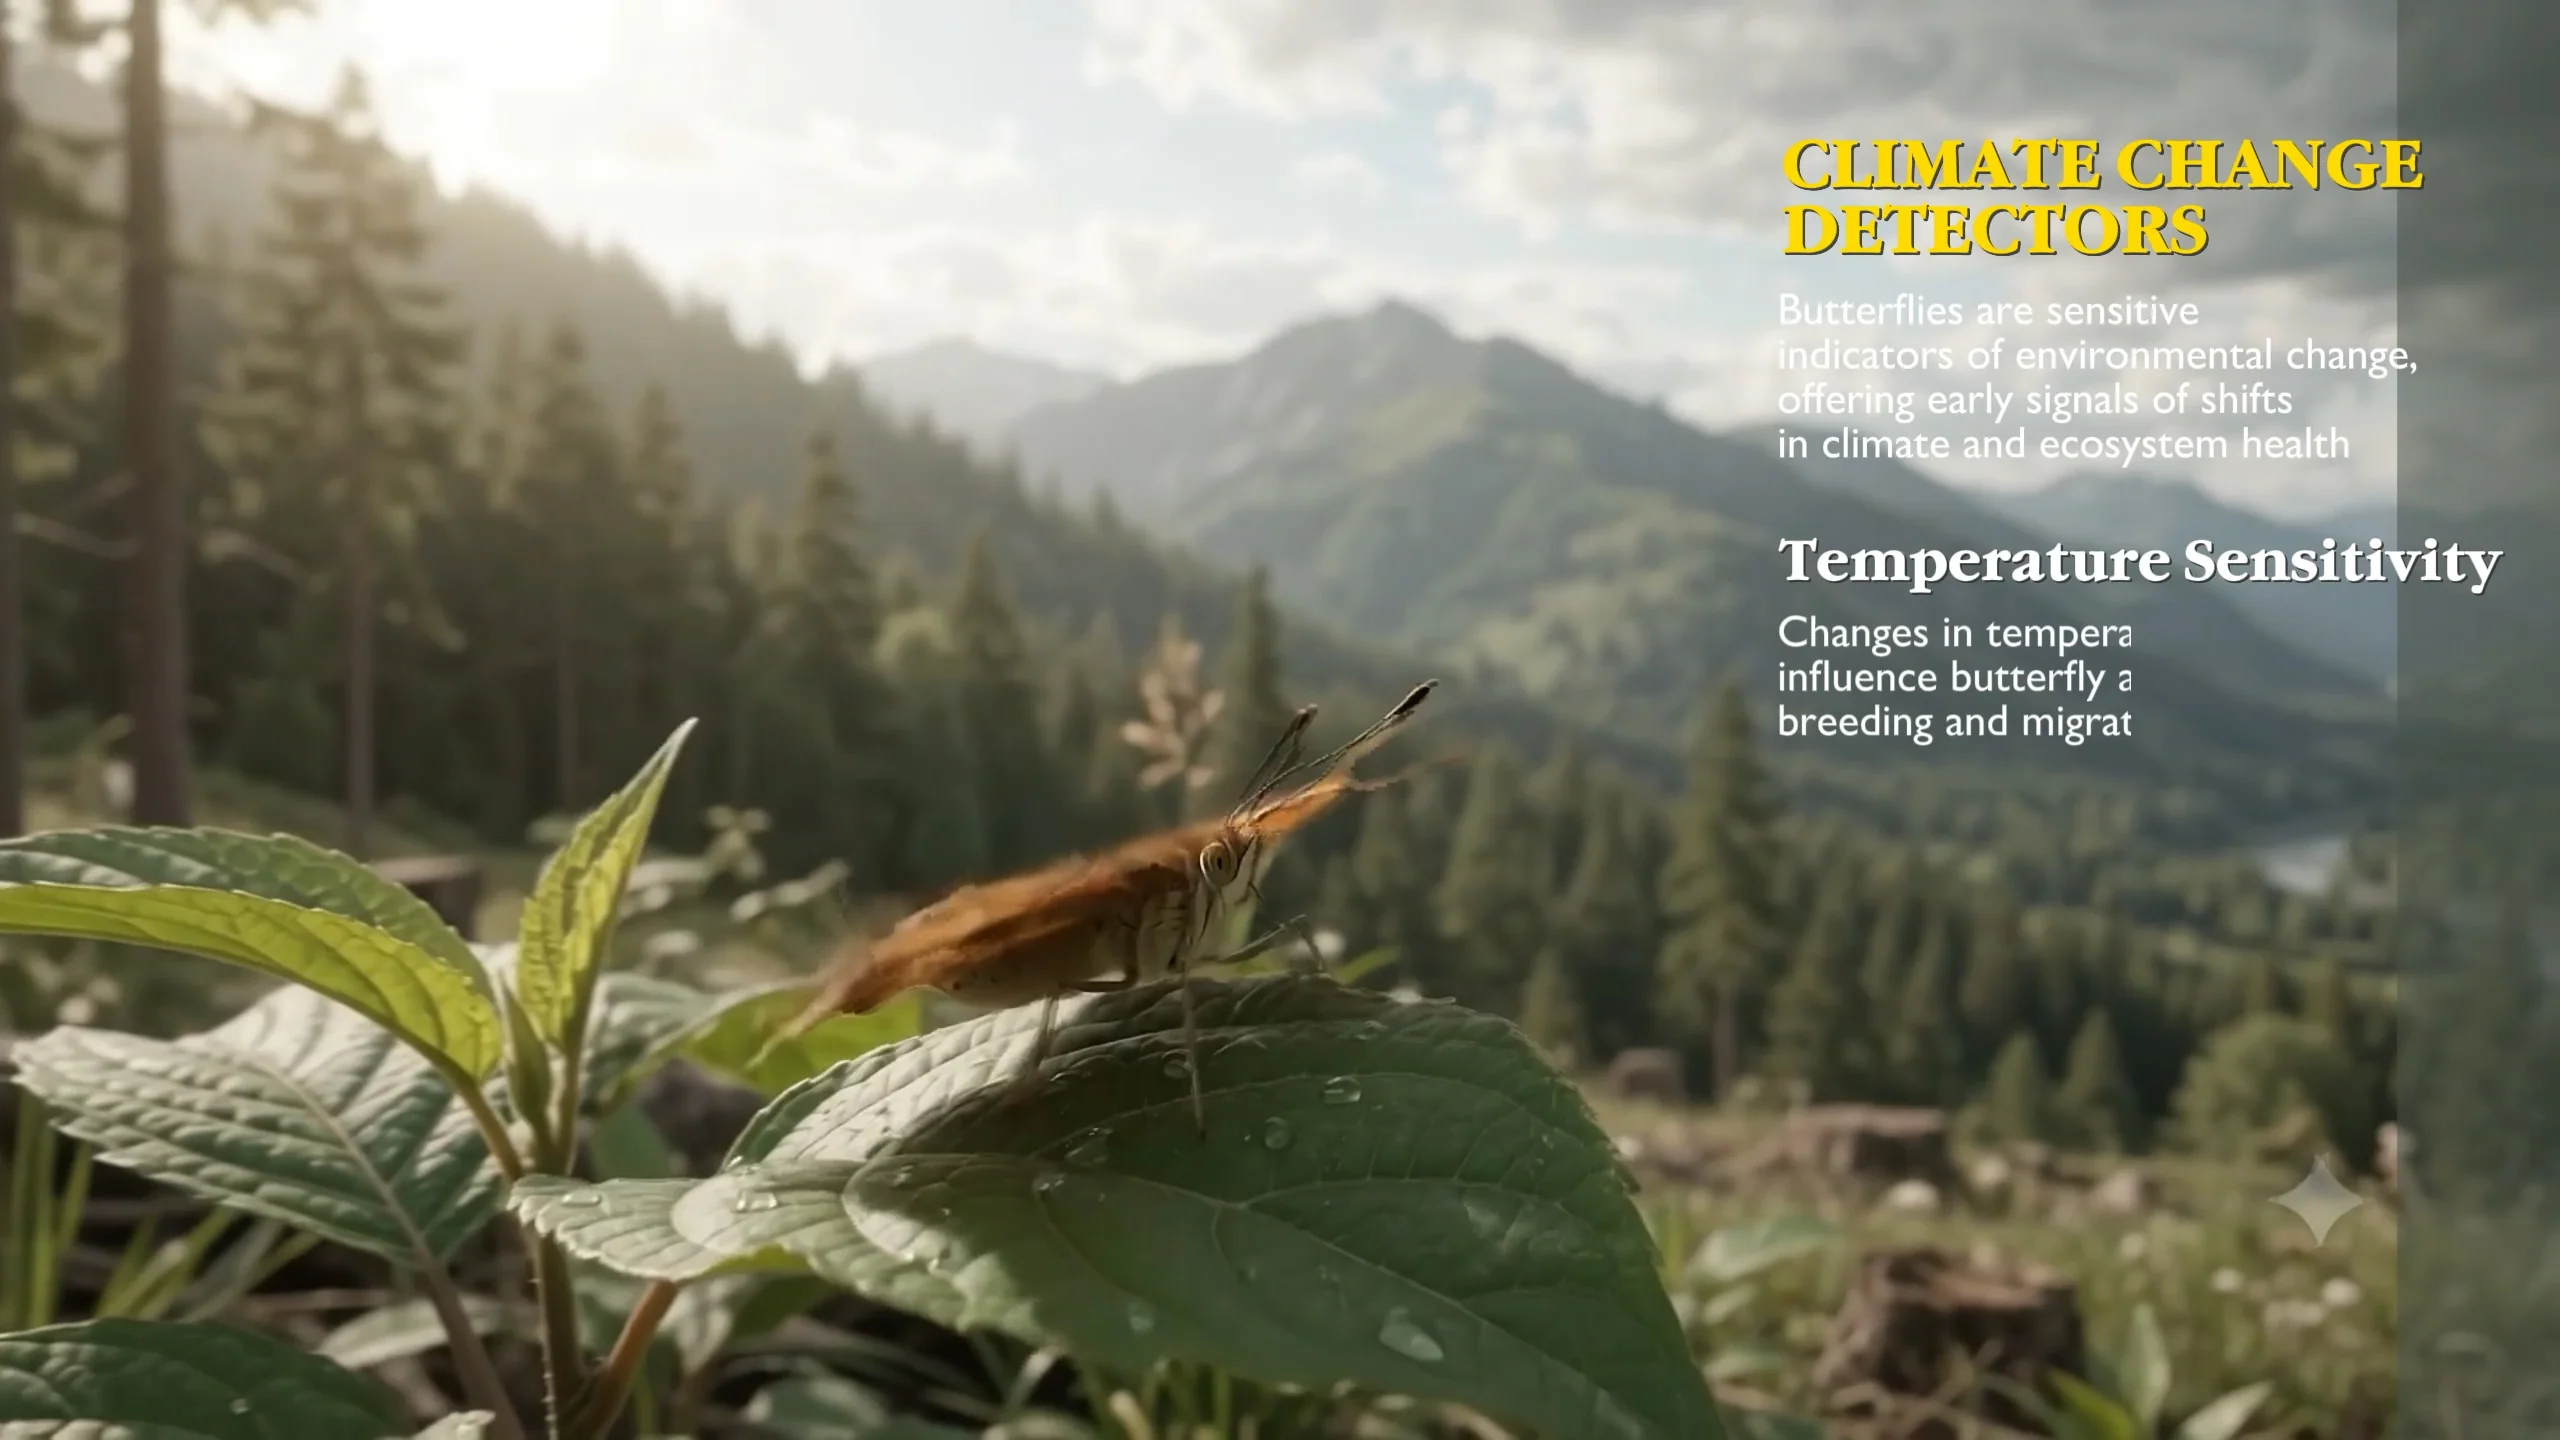 CLIMATE CHANGE
DETECTORS
Butterflies are sensitive
indicators of environmental change,
offering early signals of shifts
in climate and ecosystem health
Temperature Sensitivity
Changes in tempera
influence butterfly a
breeding and migrat